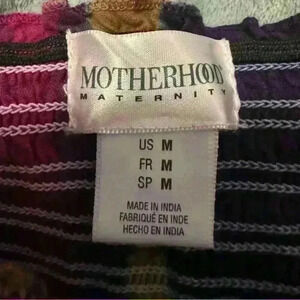 MOTHERHOOD
MATERNITY
US M
FR M
SP M
MADE IN INDIA
FABRIQUÉ EN INDE
HECHO EN INDIA